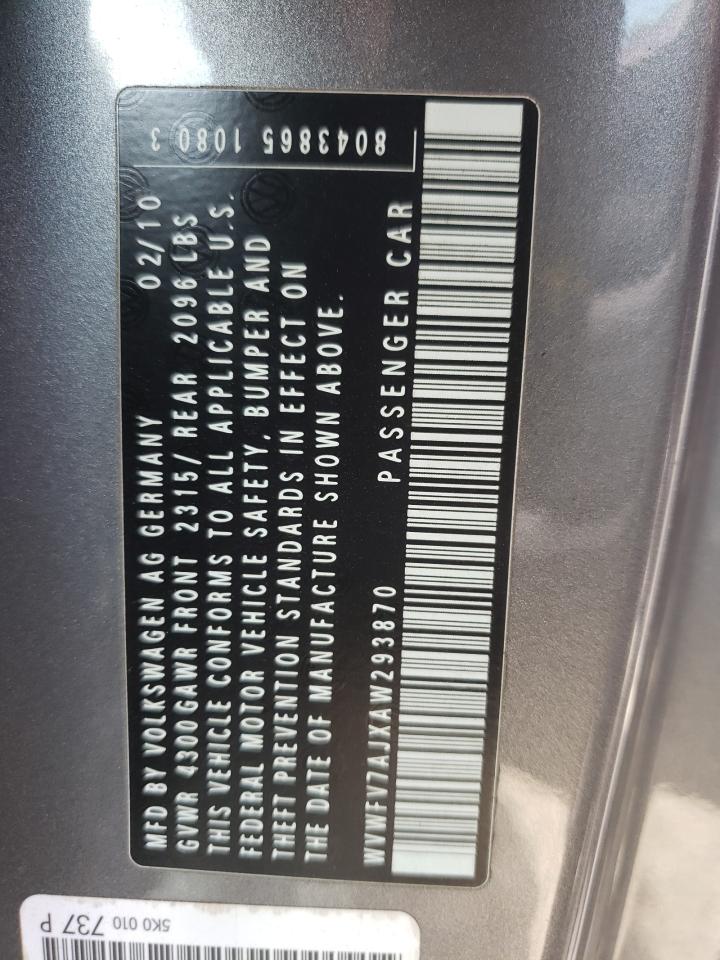 MFD BY VOLKSWAGEN AG GERMANY 02/10
GVWR 4300 GAWR FRONT 2315/ REAR 2096 LBS
THIS VEHICLE CONFORMS TO ALL APPLICABLE U.S.
FEDERAL MOTOR VEHICLE SAFETY, BUMPER AND
THEFT PREVENTION STANDARDS IN EFFECT ON
THE DATE OF MANUFACTURE SHOWN ABOVE.
WVWFV7AJXAW293870 PASSENGER CAR
8043865 1080 3
5K0 010 737 P